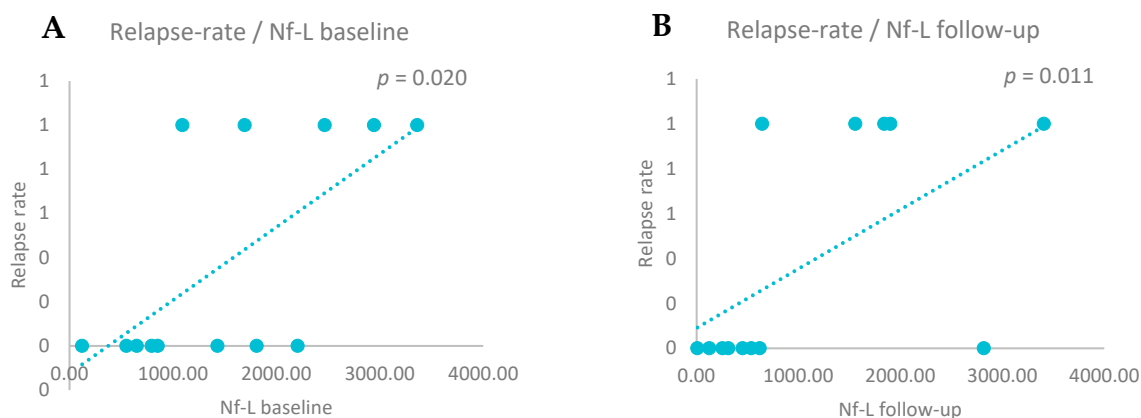 A
Relapse-rate / Nf-L baseline
p = 0.020
1
1
1
1
0
0
0
0
Relapse rate
0.00 1000.00 2000.00 3000.00 4000.00
Nf-L baseline
B
Relapse-rate / Nf-L follow-up
p = 0.011
1
1
1
1
0
0
0
Relapse rate
0.00 1000.00 2000.00 3000.00 4000.00
Nf-L follow-up